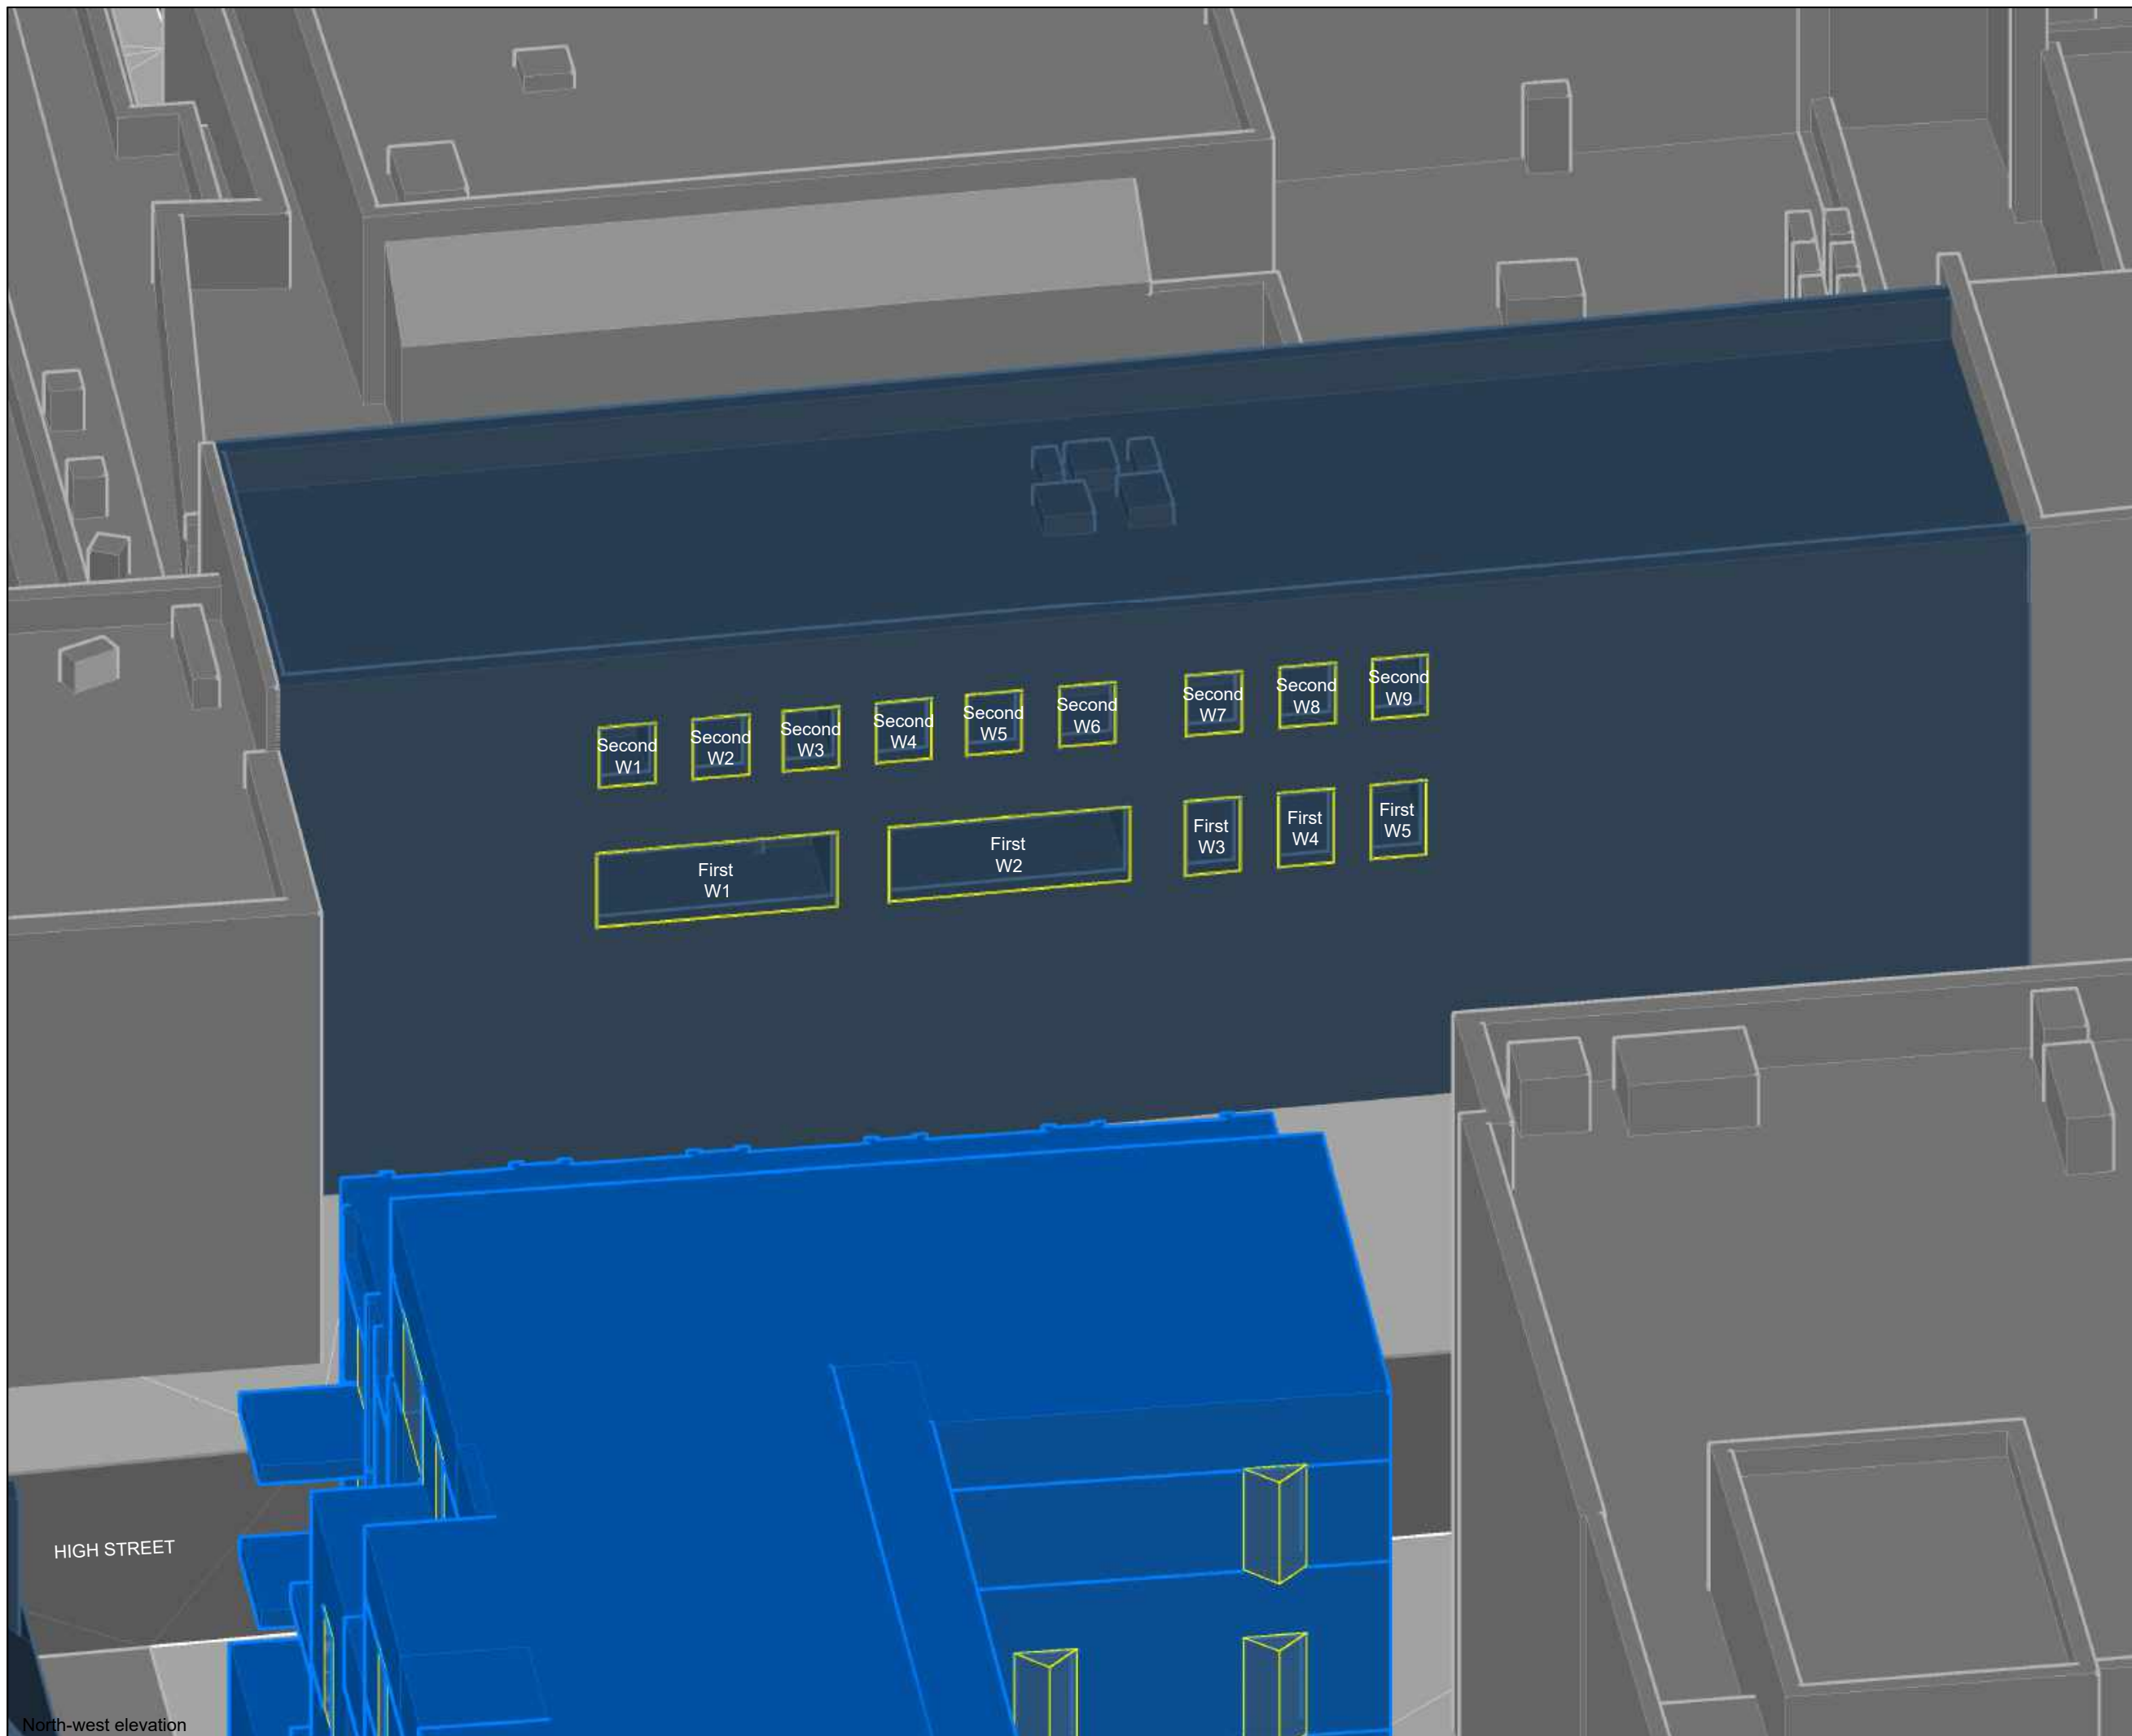 Second
W1
Second
W2
Second
W3
Second
W4
Second
W5
Second
W6
Second
W7
Second
W8
Second
W9
First
W1
First
W2
First
W3
First
W4
First
W5
HIGH STREET
North-west elevation